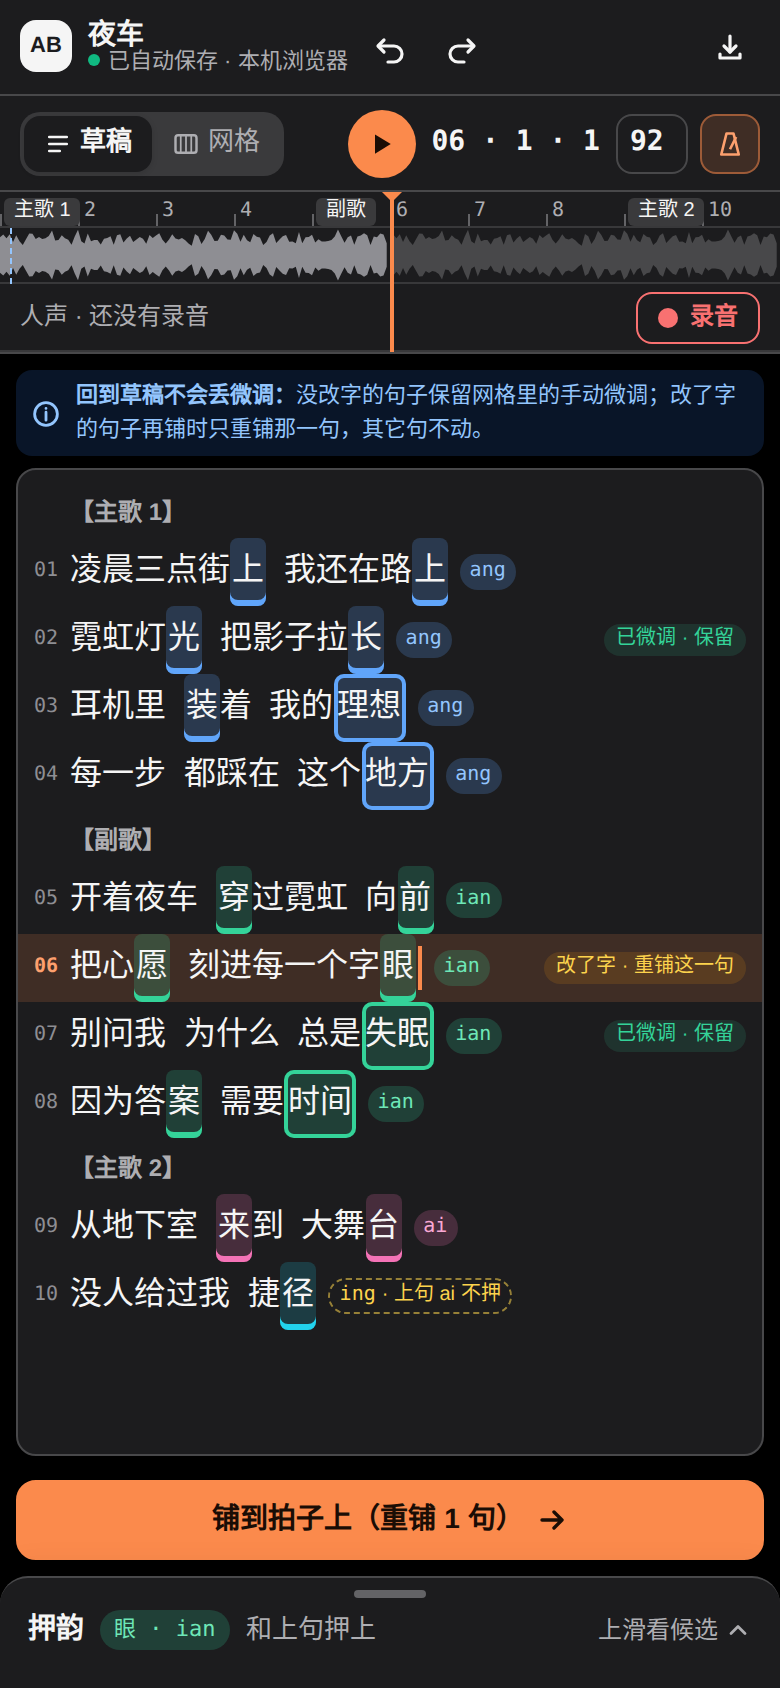 AB 夜车
已自动保存 · 本机浏览器
草稿 网格 06 · 1 · 1 92
主歌 1 2 3 4 副歌 6 7 8 主歌 2 10
人声 · 还没有录音 录音
回到草稿不会丢微调：没改字的句子保留网格里的手动微调；改了字
的句子再铺时只重铺那一句，其它句不动。
【主歌 1】
01 凌晨三点街上 我还在路上 ang
02 霓虹灯光 把影子拉长 ang 已微调 · 保留
03 耳机里 装着 我的理想 ang
04 每一步 都踩在 这个地方 ang
【副歌】
05 开着夜车 穿过霓虹 向前 ian
06 把心愿 刻进每一个字眼 ian 改了字 · 重铺这一句
07 别问我 为什么 总是失眠 ian 已微调 · 保留
08 因为答案 需要时间 ian
【主歌 2】
09 从地下室 来到 大舞台 ai
10 没人给过我 捷径 ing · 上句 ai 不押
铺到拍子上（重铺 1 句） →
押韵 眼 · ian 和上句押上 上滑看候选